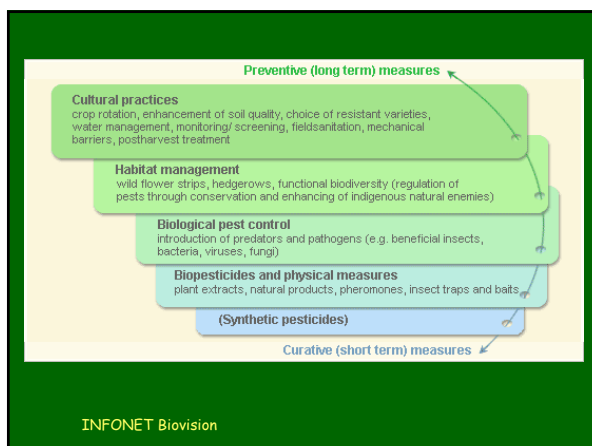 Preventive (long term) measures
Cultural practices
crop rotation, enhancement of soil quality, choice of resistant varieties,
water management, monitoring/ screening, fieldsanitation, mechanical
barriers, postharvest treatment
Habitat management
wild flower strips, hedgerows, functional biodiversity (regulation of
pests through conservation and enhancing of indigenous natural enemies)
Biological pest control
introduction of predators and pathogens (e.g. beneficial insects,
bacteria, viruses, fungi)
Biopesticides and physical measures
plant extracts, natural products, pheromones, insect traps and baits
(Synthetic pesticides)
Curative (short term) measures
INFONET Biovision